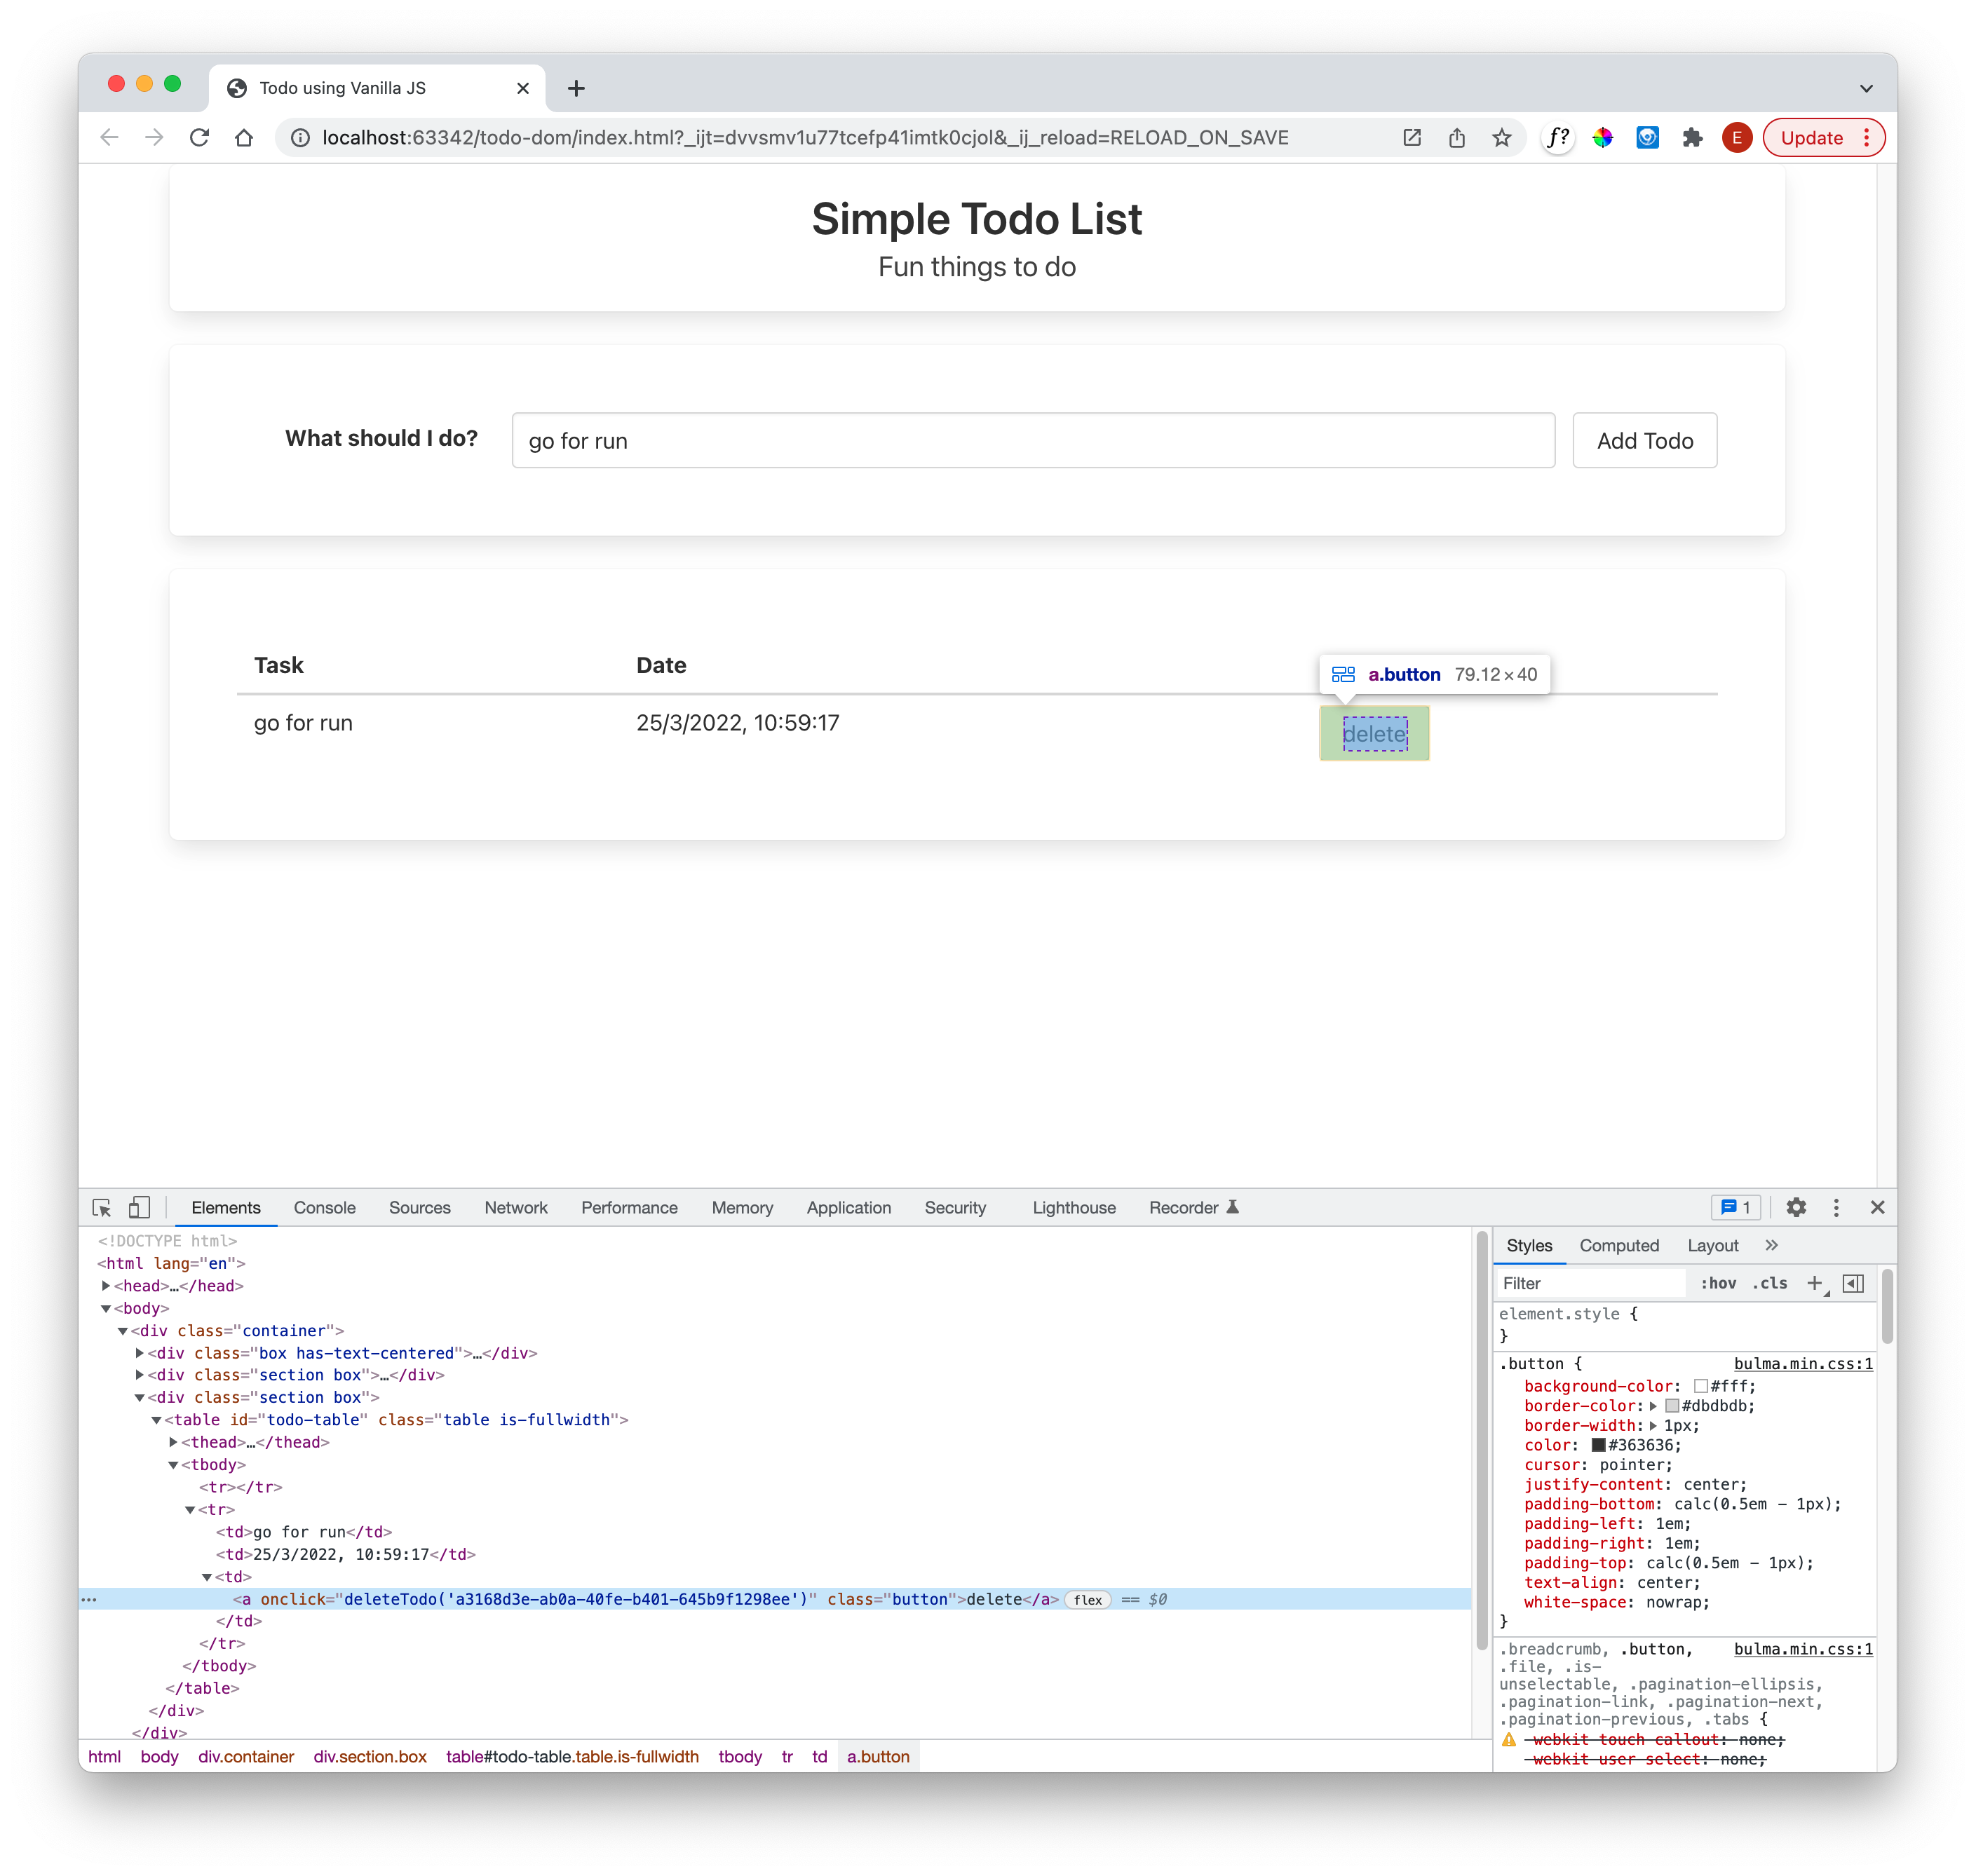 Todo using Vanilla JS
localhost:63342/todo-dom/index.html?_ijt=dvvsmv1u77tcefp41imtk0cjol&_ij_reload=RELOAD_ON_SAVE
f?
E
Update
Simple Todo List
Fun things to do
What should I do?
go for run
Add Todo
Task
Date
a.button 79.12×40
go for run
25/3/2022, 10:59:17
delete
Elements Console Sources Network Performance Memory Application Security Lighthouse Recorder 1
<!DOCTYPE html>
<html lang="en">
<head>…</head>
<body>
<div class="container">
<div class="box has-text-centered">…</div>
<div class="section box">…</div>
<div class="section box">
<table id="todo-table" class="table is-fullwidth">
<thead>…</thead>
<tbody>
<tr></tr>
<tr>
<td>go for run</td>
<td>25/3/2022, 10:59:17</td>
<td>
<a onclick="deleteTodo('a3168d3e-ab0a-40fe-b401-645b9f1298ee')" class="button">delete</a> flex == $0
</td>
</tr>
</tbody>
</table>
</div>
</div>
html body div.container div.section.box table#todo-table.table.is-fullwidth tbody tr td a.button
Styles Computed Layout »
Filter :hov .cls +
element.style {
}
.button { bulma.min.css:1
background-color: #fff;
border-color: #dbdbdb;
border-width: 1px;
color: #363636;
cursor: pointer;
justify-content: center;
padding-bottom: calc(0.5em - 1px);
padding-left: 1em;
padding-right: 1em;
padding-top: calc(0.5em - 1px);
text-align: center;
white-space: nowrap;
}
.breadcrumb, .button, bulma.min.css:1
.file, .is-
unselectable, .pagination-ellipsis,
.pagination-link, .pagination-next,
.pagination-previous, .tabs {
-webkit-touch-callout: none;
-webkit-user-select: none;